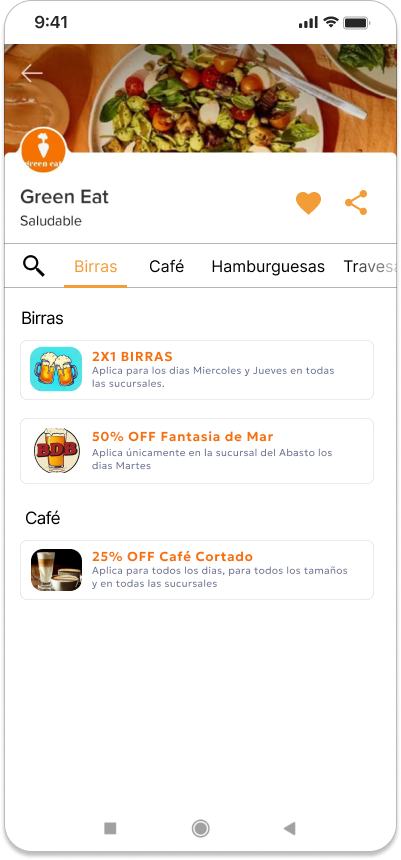 9:41
green eat
Green Eat
Saludable
Birras Café Hamburguesas Travesa
Birras
2X1 BIRRAS
Aplica para los dias Miercoles y Jueves en todas
las sucursales.
BDB
50% OFF Fantasia de Mar
Aplica únicamente en la sucursal del Abasto los
dias Martes
Café
25% OFF Café Cortado
Aplica para todos los dias, para todos los tamaños
y en todas las sucursales